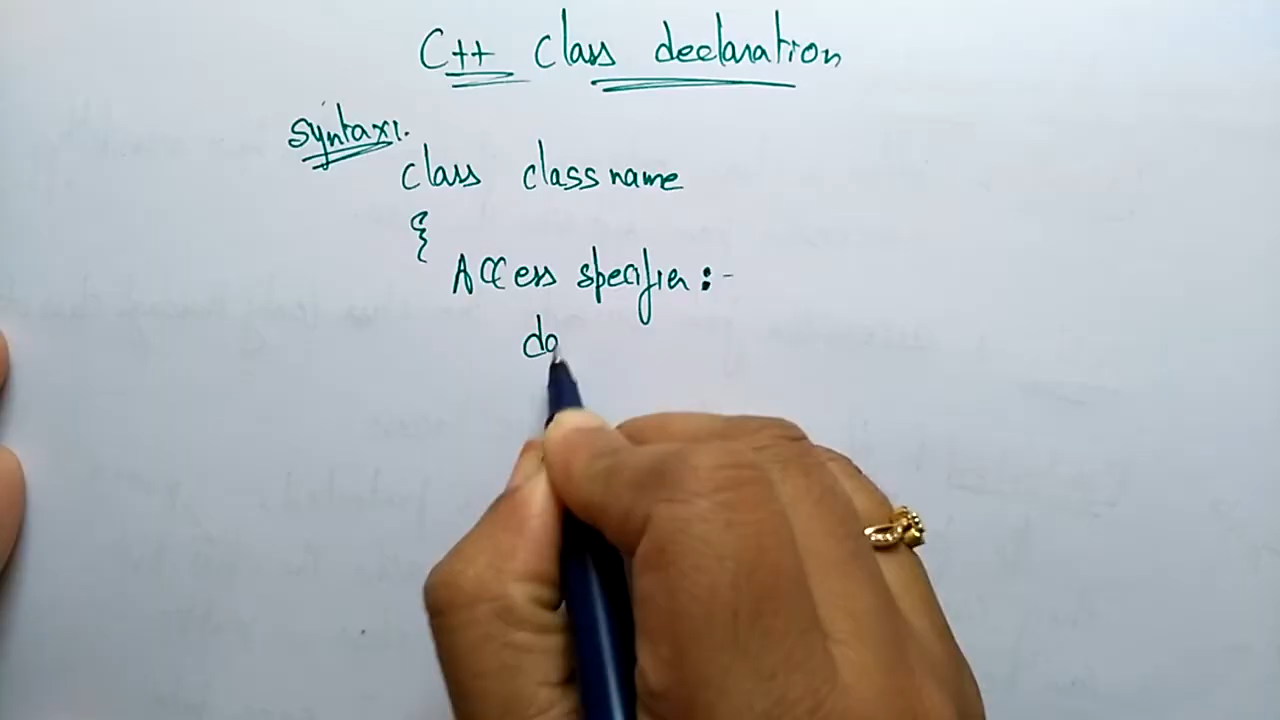 C++ Class declaration
Syntax:.
class classname
{
Access specifier:-
da